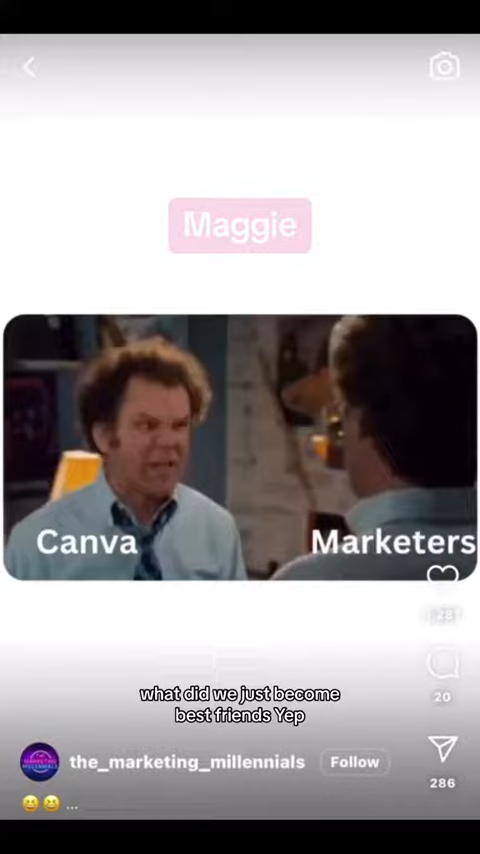 Maggie
Canva
Marketers
what did we just become
best friends Yep
20
the_marketing_millennials
Follow
286
😆😆 ...